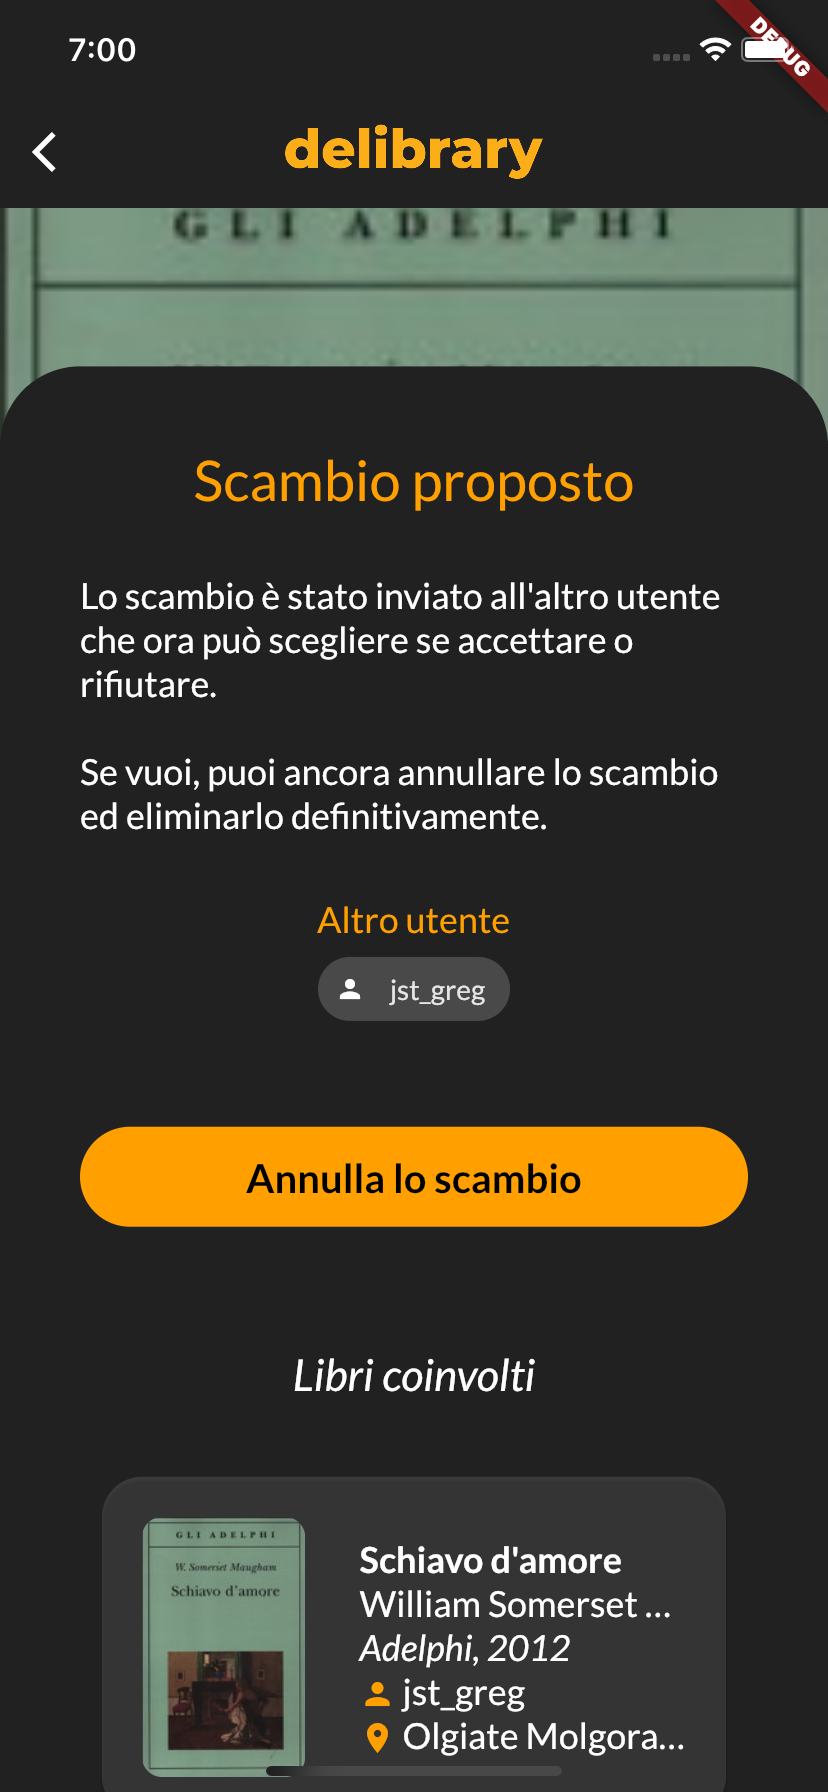 7:00
DEBUG
delibrary
GLI ADELPHI
Scambio proposto
Lo scambio è stato inviato all'altro utente
che ora può scegliere se accettare o
rifiutare.
Se vuoi, puoi ancora annullare lo scambio
ed eliminarlo definitivamente.
Altro utente
jst_greg
Annulla lo scambio
Libri coinvolti
GLI ADELPHI
W. Somerset Maugham
Schiavo d'amore
Schiavo d'amore
William Somerset ...
Adelphi, 2012
jst_greg
Olgiate Molgora...